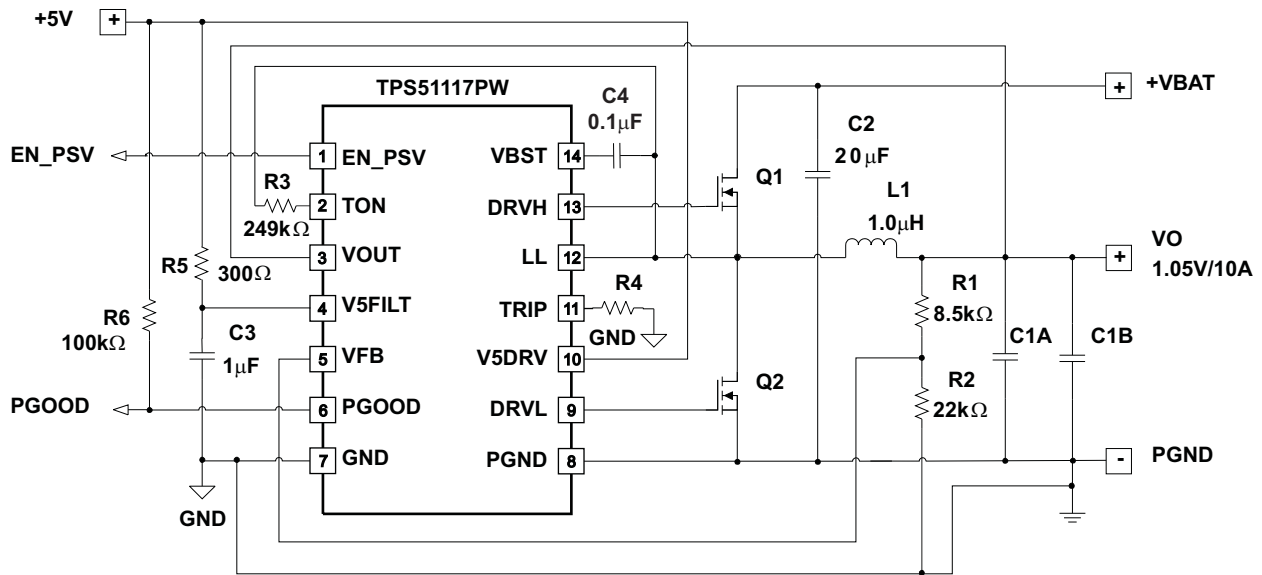 +5V
+
TPS51117PW
C4
0.1μF
+
+VBAT
EN_PSV
1
EN_PSV
VBST
14
C2
20μF
Q1
R3
249kΩ
2
TON
DRVH
13
L1
1.0μH
3
VOUT
LL
12
+
VO
1.05V/10A
R5
300Ω
R4
R1
8.5kΩ
4
V5FILT
TRIP
11
GND
R6
100kΩ
C3
1μF
C1A
C1B
5
VFB
V5DRV
10
Q2
R2
22kΩ
PGOOD
6
PGOOD
DRVL
9
7
GND
PGND
8
-
PGND
GND